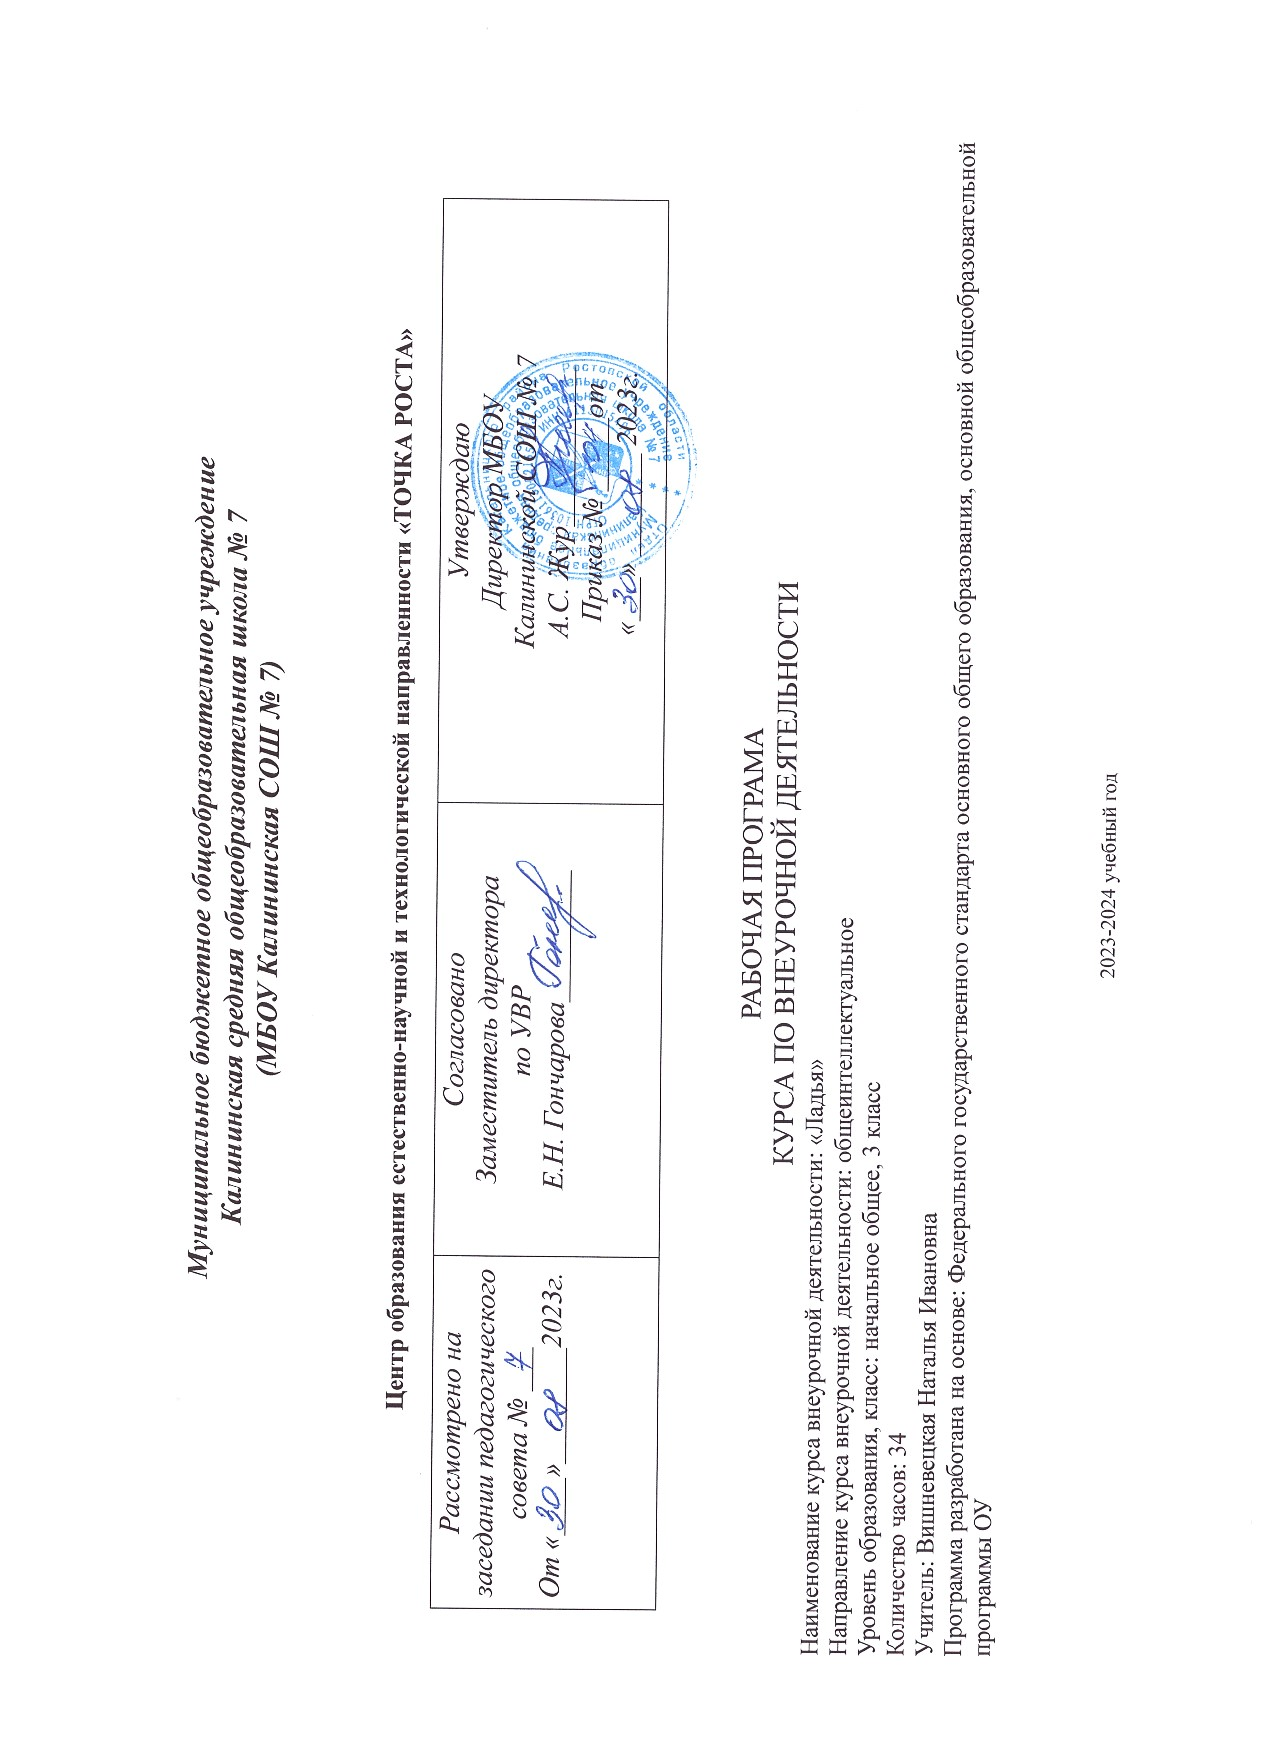 Муниципальное бюджетное общеобразовательное учреждение
Калининская средняя общеобразовательная школа № 7
(МБОУ Калининская СОШ № 7)
Центр образования естественно-научной и технологической направленности «ТОЧКА РОСТА»
Рассмотрено на
заседании педагогического
совета № 7
От «30» 08 2023г.
Согласовано
Заместитель директора
по УВР
Е.Н. Гончарова
Утверждаю
Директор МБОУ
Калининской СОШ № 7
А.С. Жур
Приказ № от
«30» 08 2023г.
РАБОЧАЯ ПРОГРАМА
КУРСА ПО ВНЕУРОЧНОЙ ДЕЯТЕЛЬНОСТИ
Наименование курса внеурочной деятельности: «Ладья»
Направление курса внеурочной деятельности: общеинтеллектуальное
Уровень образования, класс: начальное общее, 3 класс
Количество часов: 34
Учитель: Вишневецкая Наталья Ивановна
Программа разработана на основе: Федерального государственного стандарта основного общего образования, основной общеобразовательной
программы ОУ
2023-2024 учебный год